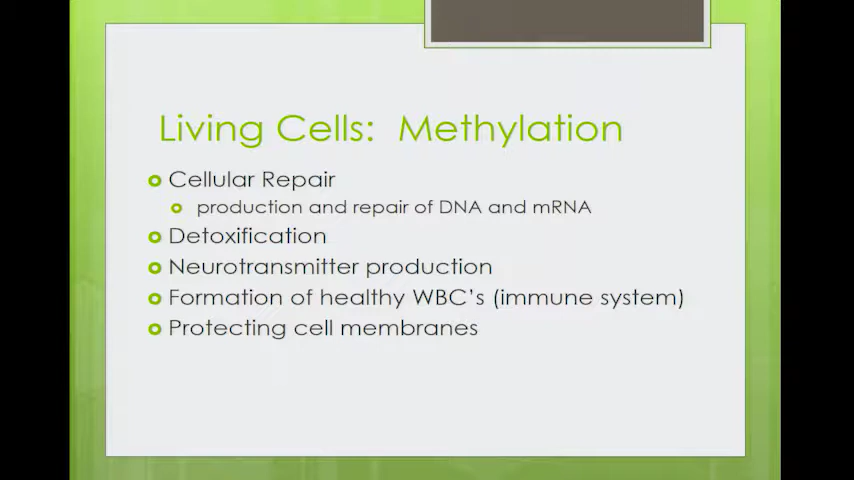 Living Cells:  Methylation
Cellular Repair
production and repair of DNA and mRNA
Detoxification
Neurotransmitter production
Formation of healthy WBC's (immune system)
Protecting cell membranes